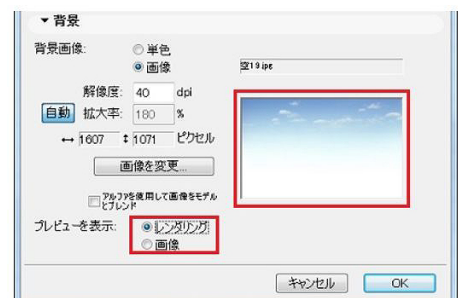 ▼背景
背景画像: 単色
画像 空19.jpg
解像度: 40 dpi
自動 拡大率: 180 %
↔ 1607 ↕ 1071 ピクセル
画像を変更...
アルファを使用して画像をモデル
とブレンド
プレビューを表示: レンダリング
画像
キャンセル OK